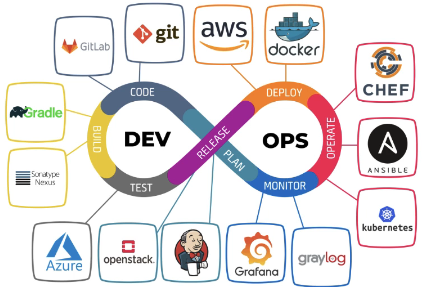 GitLab
git
aws
docker
CHEF
Gradle
CODE
DEPLOY
BUILD
DEV
RELEASE
OPS
OPERATE
ANSIBLE
Sonatype
Nexus
TEST
PLAN
MONITOR
kubernetes
Azure
openstack.
Grafana
graylog